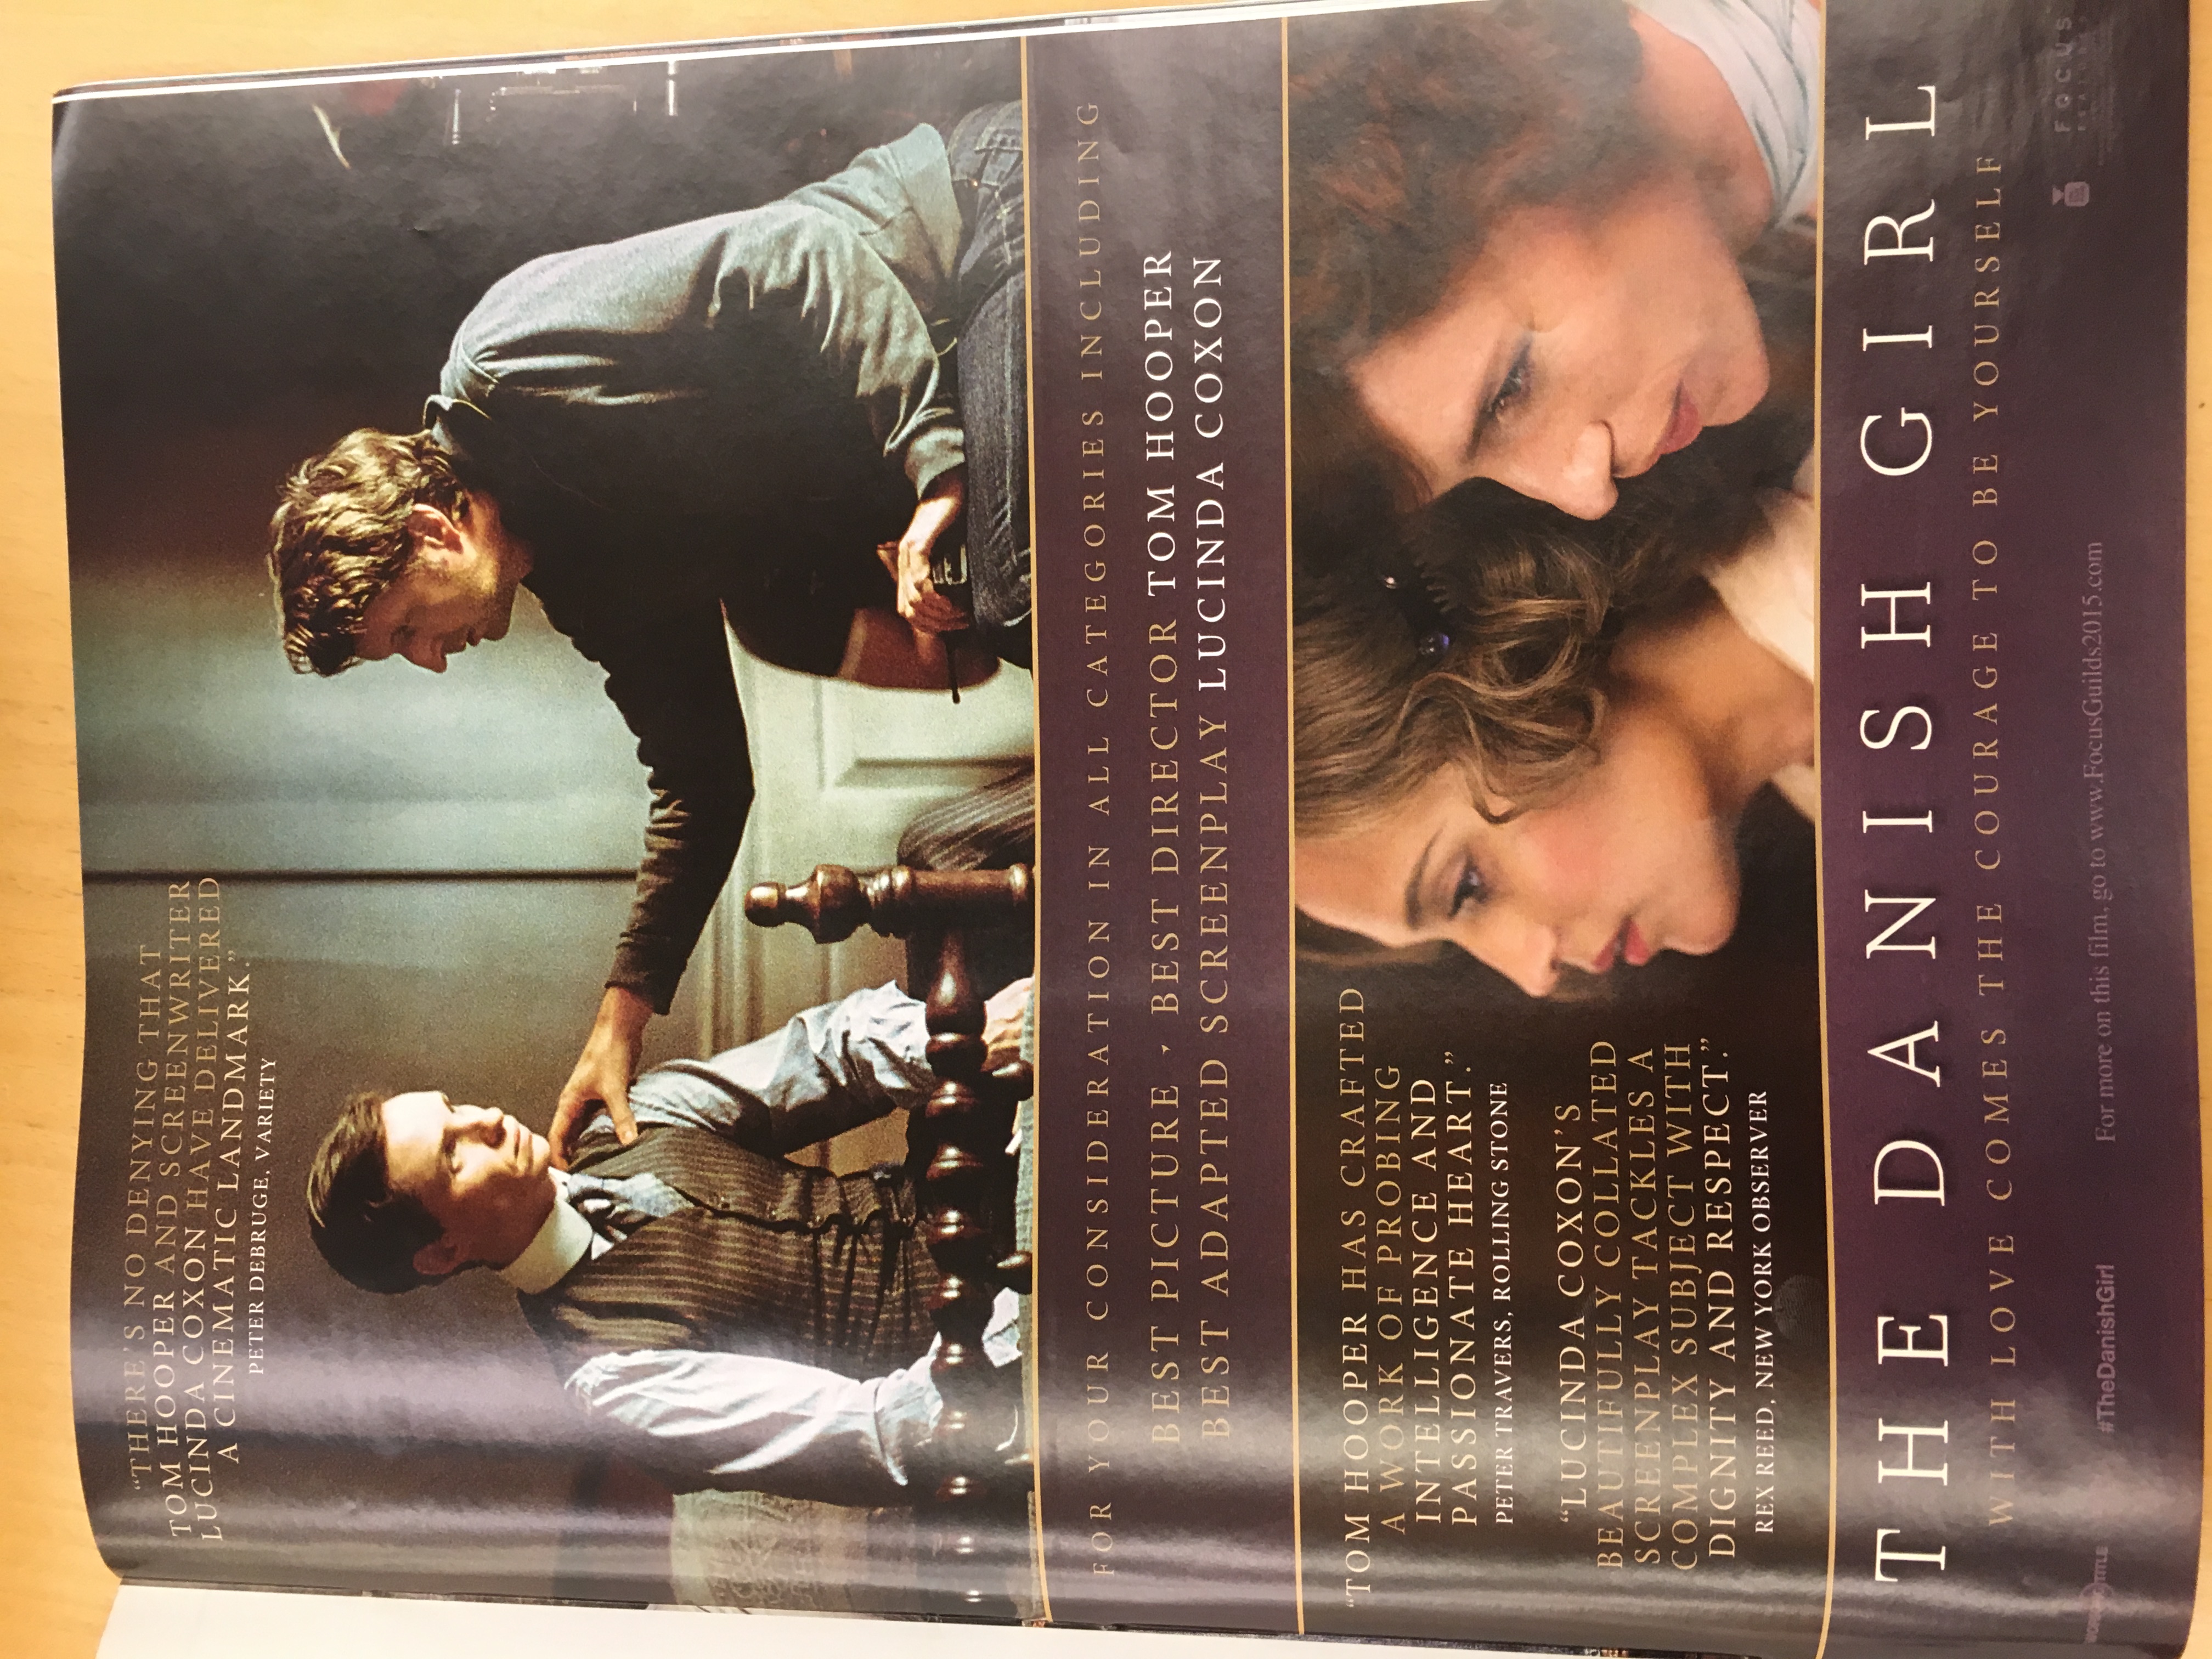 “THERE’S NO DENYING THAT
TOM HOOPER AND SCREENWRITER
LUCINDA COXON HAVE DELIVERED
A CINEMATIC LANDMARK.”
PETER DEBRUGE, VARIETY
FOR YOUR CONSIDERATION IN ALL CATEGORIES INCLUDING
BEST PICTURE · BEST DIRECTOR TOM HOOPER
BEST ADAPTED SCREENPLAY LUCINDA COXON
“TOM HOOPER HAS CRAFTED
A WORK OF PROBING
INTELLIGENCE AND
PASSIONATE HEART.”
PETER TRAVERS, ROLLING STONE
“LUCINDA COXON’S
BEAUTIFULLY COLLATED
SCREENPLAY TACKLES A
COMPLEX SUBJECT WITH
DIGNITY AND RESPECT.”
REX REED, NEW YORK OBSERVER
THE DANISH GIRL
WITH LOVE COMES THE COURAGE TO BE YOURSELF
WORKING TITLE
#TheDanishGirl
For more on this film, go to www.FocusGuilds2015.com
FOCUS
FEATURES